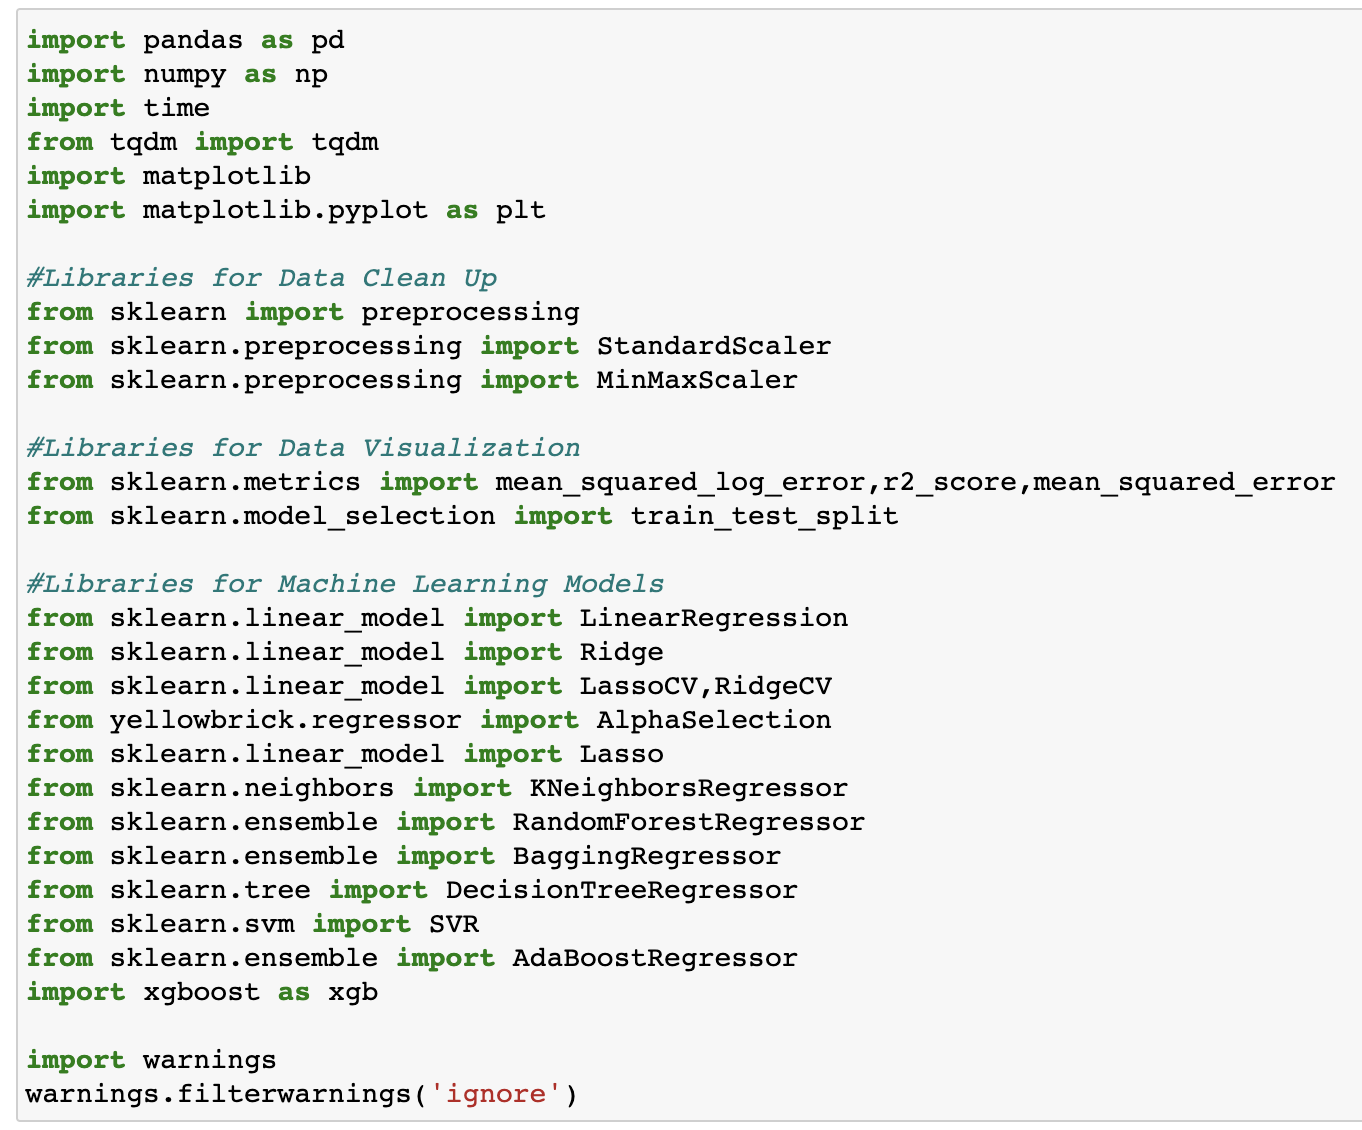 import pandas as pd
import numpy as np
import time
from tqdm import tqdm
import matplotlib
import matplotlib.pyplot as plt
#Libraries for Data Clean Up
from sklearn import preprocessing
from sklearn.preprocessing import StandardScaler
from sklearn.preprocessing import MinMaxScaler
#Libraries for Data Visualization
from sklearn.metrics import mean_squared_log_error,r2_score,mean_squared_error
from sklearn.model_selection import train_test_split
#Libraries for Machine Learning Models
from sklearn.linear_model import LinearRegression
from sklearn.linear_model import Ridge
from sklearn.linear_model import LassoCV,RidgeCV
from yellowbrick.regressor import AlphaSelection
from sklearn.linear_model import Lasso
from sklearn.neighbors import KNeighborsRegressor
from sklearn.ensemble import RandomForestRegressor
from sklearn.ensemble import BaggingRegressor
from sklearn.tree import DecisionTreeRegressor
from sklearn.svm import SVR
from sklearn.ensemble import AdaBoostRegressor
import xgboost as xgb
import warnings
warnings.filterwarnings('ignore')